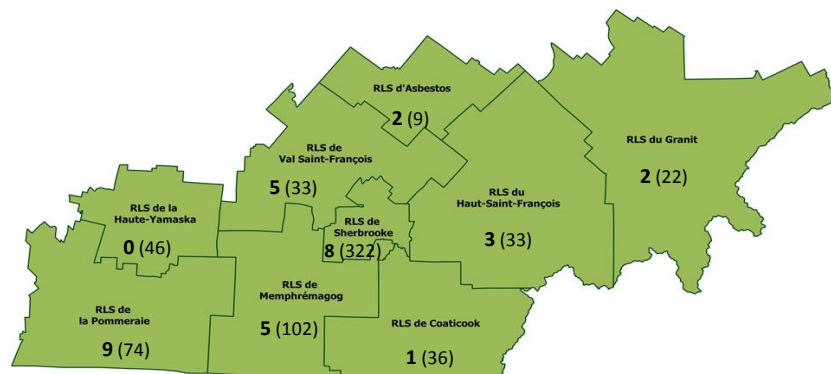 RLS d'Asbestos
2 (9)
RLS du Granit
2 (22)
RLS de
Val Saint-François
5 (33)
RLS du
Haut-Saint-François
3 (33)
RLS de la
Haute-Yamaska
0 (46)
RLS de
Sherbrooke
8 (322)
RLS de
la Pommeraie
9 (74)
RLS de
Memphrémagog
5 (102)
RLS de Coaticook
1 (36)